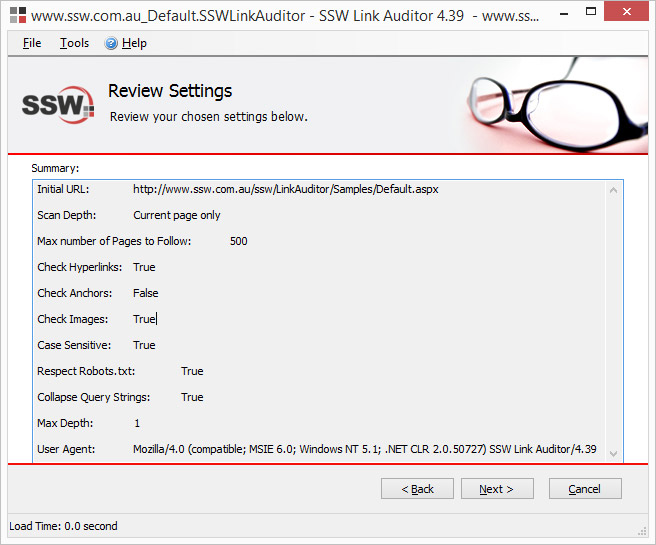 www.ssw.com.au_Default.SSWLinkAuditor - SSW Link Auditor 4.39 - www.ss...
File Tools Help
SSW
Review Settings
Review your chosen settings below.
Summary:
Initial URL: http://www.ssw.com.au/ssw/LinkAuditor/Samples/Default.aspx
Scan Depth: Current page only
Max number of Pages to Follow: 500
Check Hyperlinks: True
Check Anchors: False
Check Images: True
Case Sensitive: True
Respect Robots.txt: True
Collapse Query Strings: True
Max Depth: 1
User Agent: Mozilla/4.0 (compatible; MSIE 6.0; Windows NT 5.1; .NET CLR 2.0.50727) SSW Link Auditor/4.39
< Back Next > Cancel
Load Time: 0.0 second